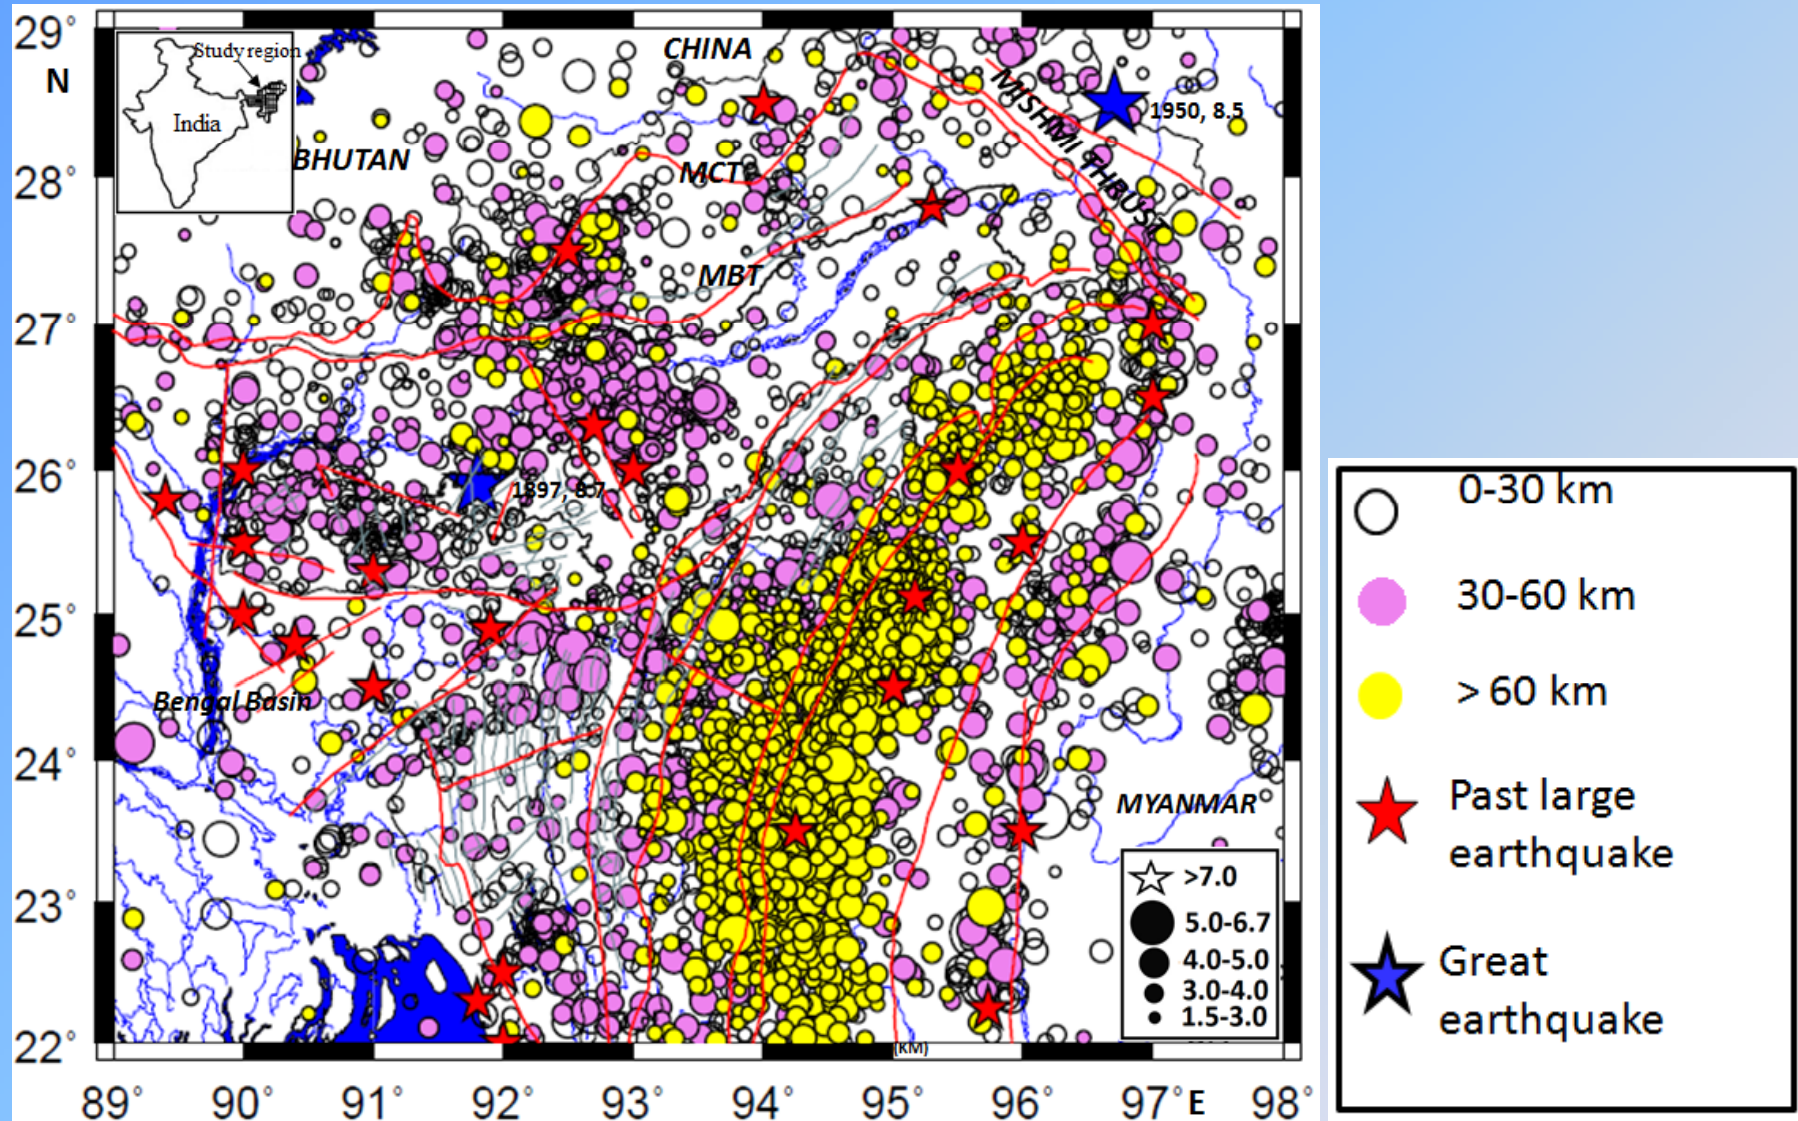 29°
N
28°
27°
26°
25°
24°
23°
22°
Study region
India
CHINA
BHUTAN
MCT
MBT
MISHMI THRUST
1950, 8.5
1897, 8.7
Bengal Basin
MYANMAR
>7.0
5.0-6.7
4.0-5.0
3.0-4.0
1.5-3.0
(KM)
89° 90° 91° 92° 93° 94° 95° 96° 97° E 98°
0-30 km
30-60 km
> 60 km
Past large
earthquake
Great
earthquake